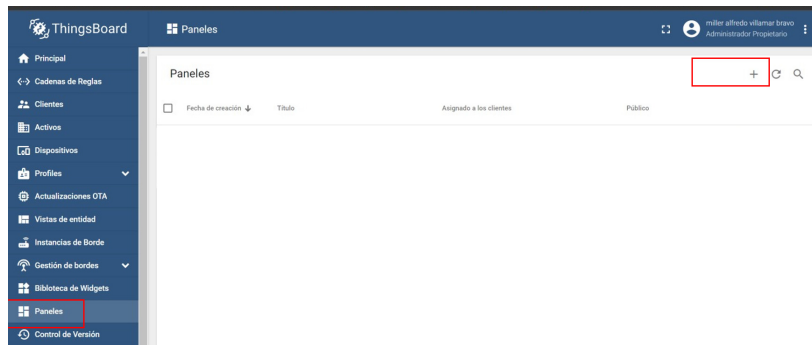 ThingsBoard
Paneles
miller alfredo villamar bravo
Administrador Propietario
Principal
Cadenas de Reglas
Clientes
Activos
Dispositivos
Profiles
Actualizaciones OTA
Vistas de entidad
Instancias de Borde
Gestión de bordes
Bibloteca de Widgets
Paneles
Control de Versión
Paneles
Fecha de creación Título Asignado a los clientes Público